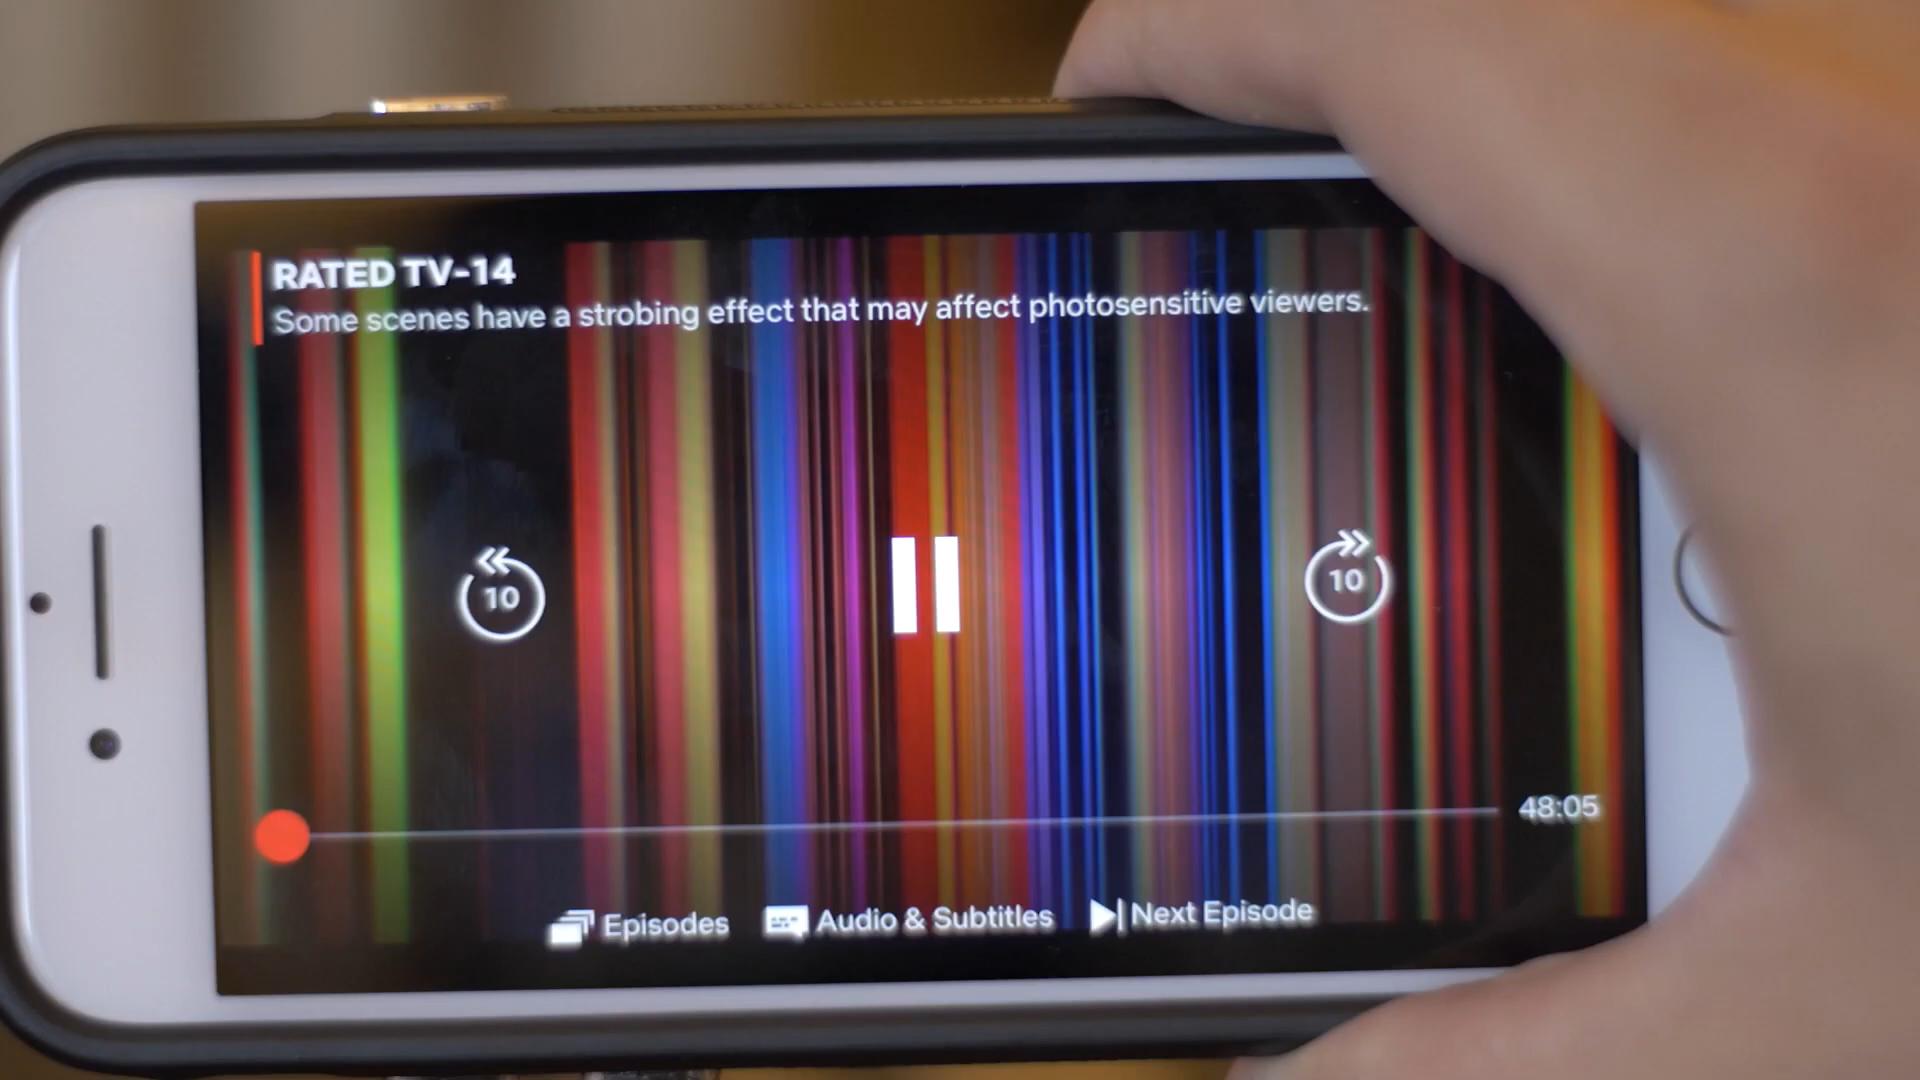 RATED TV-14
Some scenes have a strobing effect that may affect photosensitive viewers.
10
10
48:05
Episodes
Audio & Subtitles
Next Episode